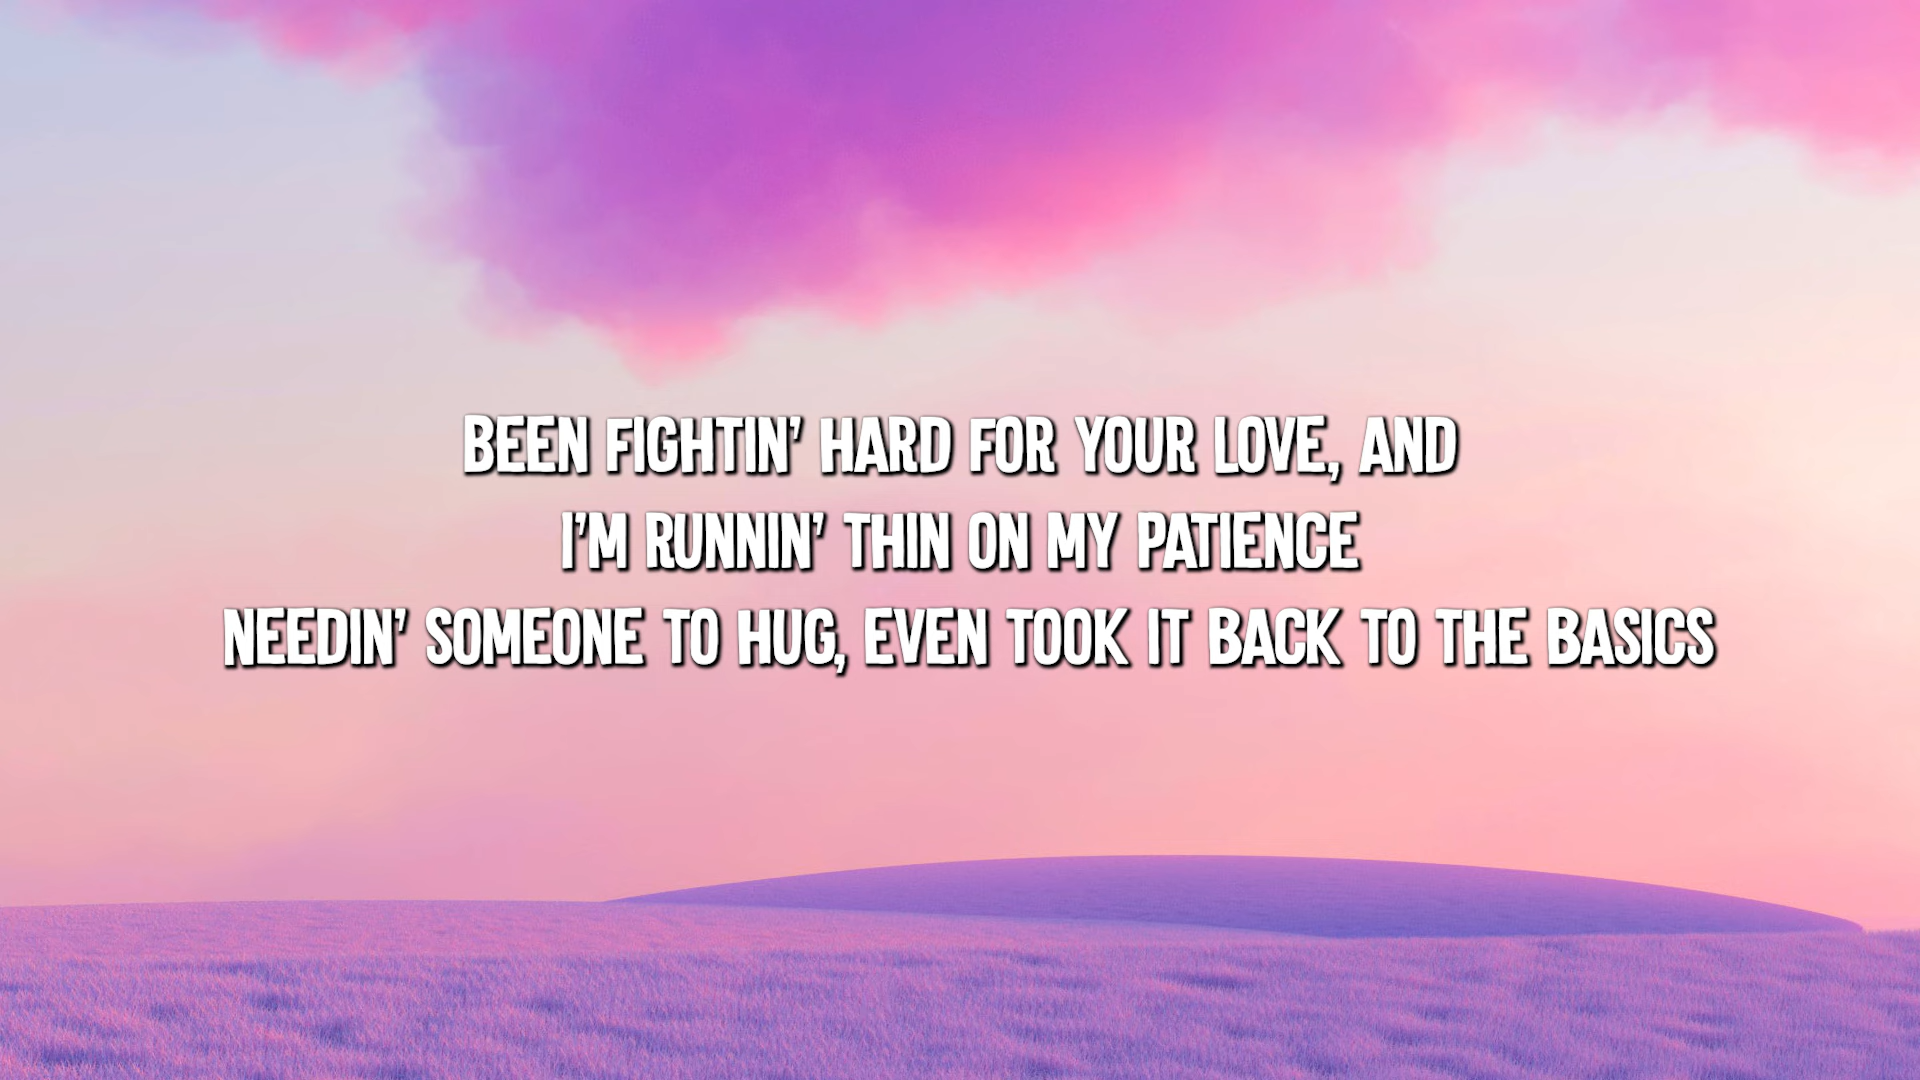 BEEN FIGHTIN' HARD FOR YOUR LOVE, AND
I'M RUNNIN' THIN ON MY PATIENCE
NEEDIN' SOMEONE TO HUG, EVEN TOOK IT BACK TO THE BASICS